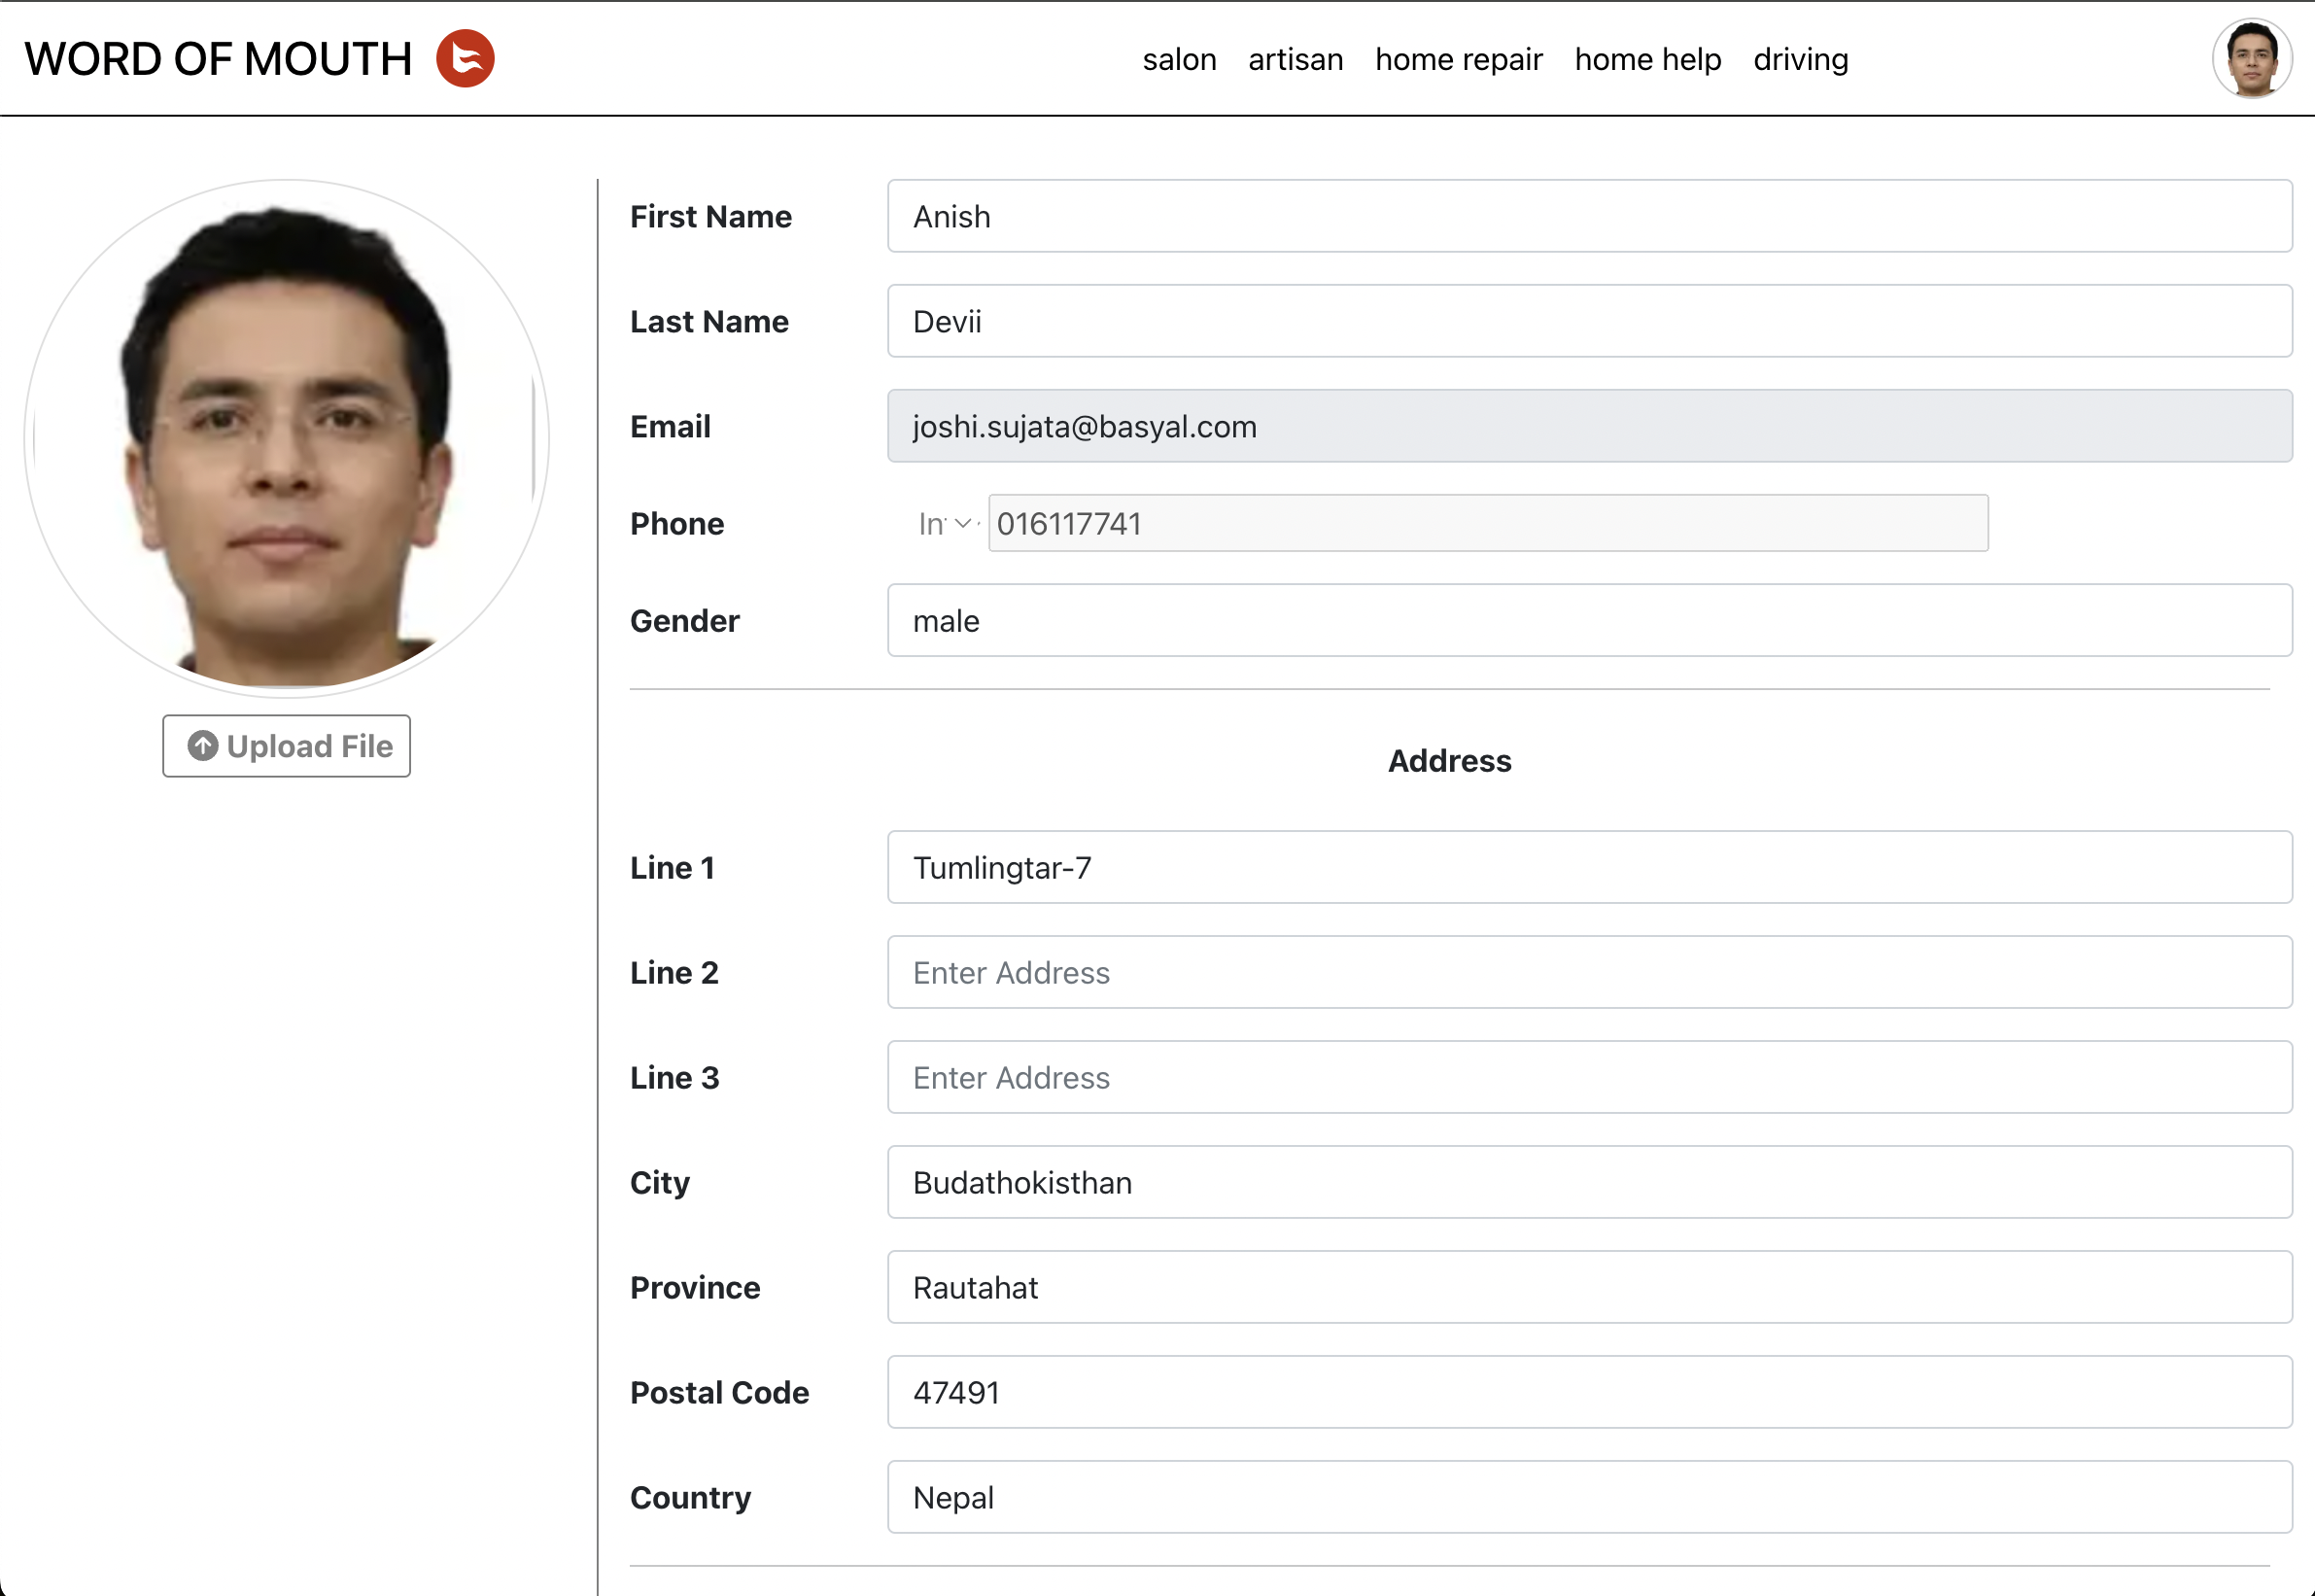 WORD OF MOUTH salon artisan home repair home help driving
First Name Anish
Last Name Devii
Email joshi.sujata@basyal.com
Phone In 016117741
Gender male
Upload File
Address
Line 1 Tumlingtar-7
Line 2 Enter Address
Line 3 Enter Address
City Budathokisthan
Province Rautahat
Postal Code 47491
Country Nepal